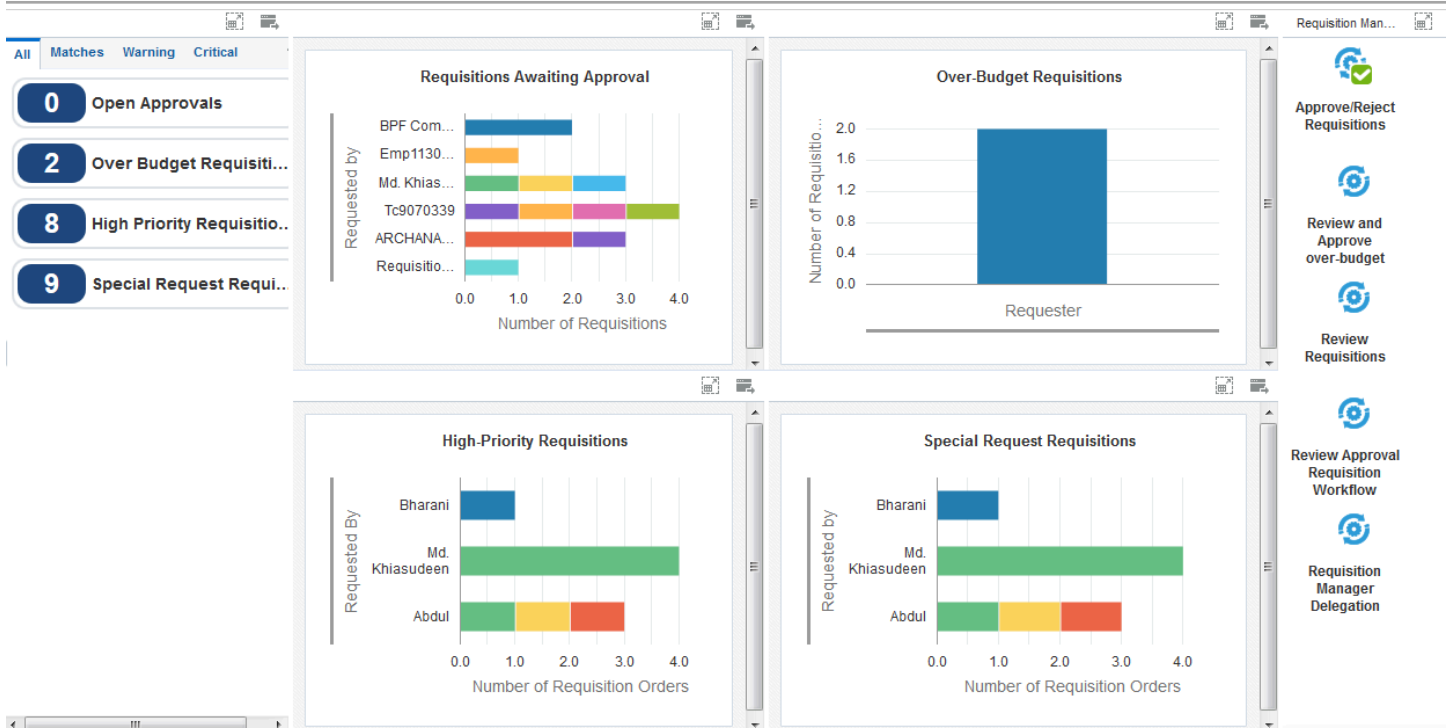 All Matches Warning Critical
0 Open Approvals
2 Over Budget Requisiti...
8 High Priority Requisitio..
9 Special Request Requi..
Requisitions Awaiting Approval
Requested by
BPF Com...
Emp1130...
Md. Khias...
Tc9070339
ARCHANA...
Requisitio...
0.0 1.0 2.0 3.0 4.0
Number of Requisitions
Over-Budget Requisitions
Number of Requisitio...
2.0
1.6
1.2
0.8
0.4
0.0
Requester
High-Priority Requisitions
Requested By
Bharani
Md.
Khiasudeen
Abdul
0.0 1.0 2.0 3.0 4.0
Number of Requisition Orders
Special Request Requisitions
Requested by
Bharani
Md.
Khiasudeen
Abdul
0.0 1.0 2.0 3.0 4.0
Number of Requisition Orders
Requisition Man...
Approve/Reject
Requisitions
Review and
Approve
over-budget
Review
Requisitions
Review Approval
Requisition
Workflow
Requisition
Manager
Delegation